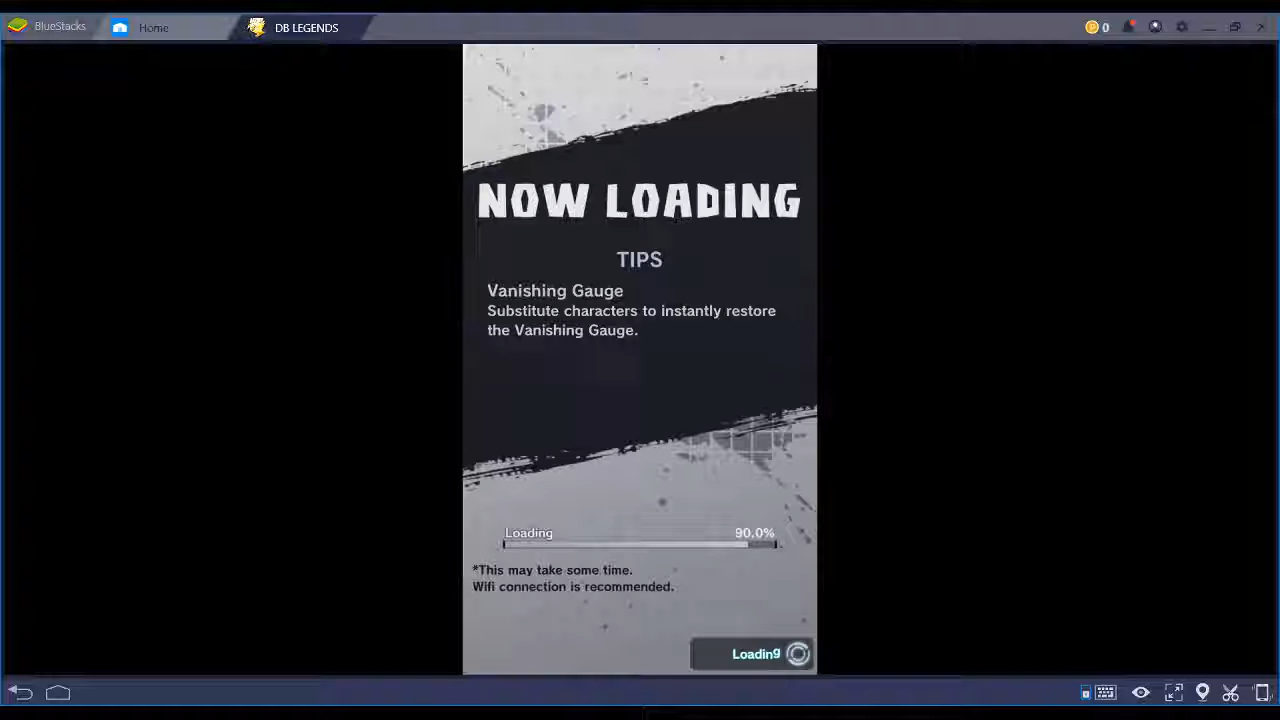 BlueStacks
Home
DB LEGENDS
0
NOW LOADING
TIPS
Vanishing Gauge
Substitute characters to instantly restore
the Vanishing Gauge.
Loading 90.0%
*This may take some time.
Wifi connection is recommended.
Loading